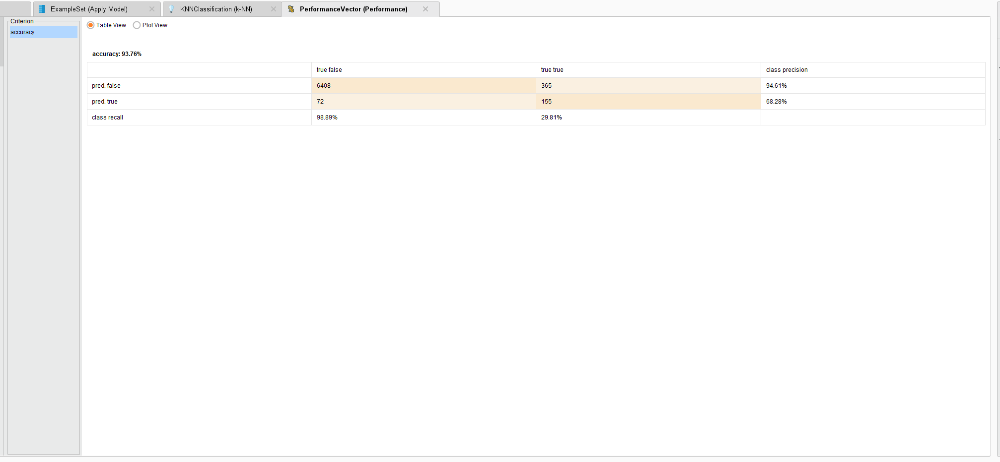 ExampleSet (Apply Model) KNNClassification (k-NN) PerformanceVector (Performance)
Criterion
accuracy
Table View Plot View
accuracy: 93.76%
true false true true class precision
pred. false 6408 365 94.61%
pred. true 72 155 68.28%
class recall 98.89% 29.81%